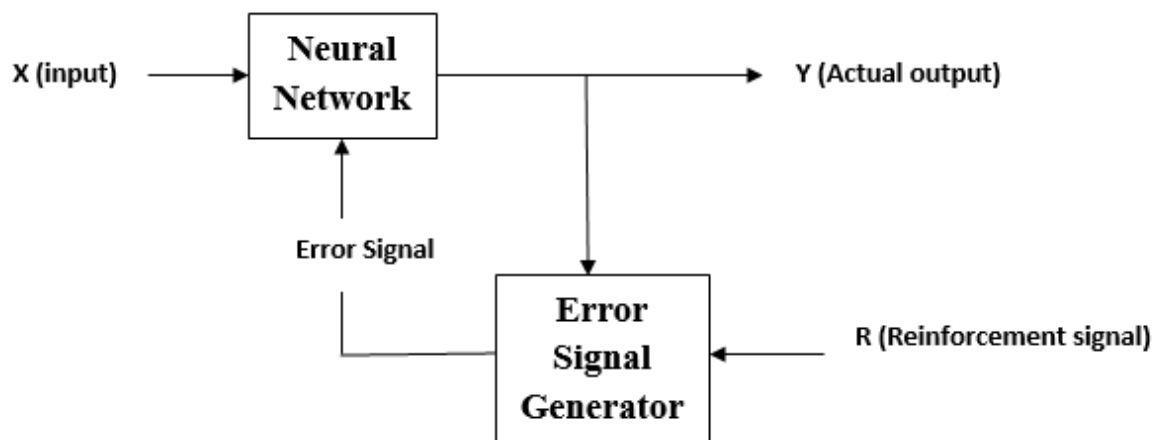 Neural
Network
X (input)
Y (Actual output)
Error Signal
Error
Signal
Generator
R (Reinforcement signal)